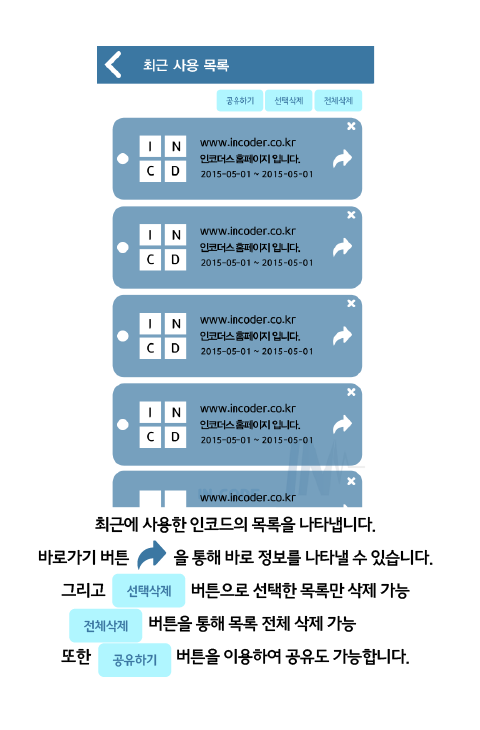 최근 사용 목록
공유하기 선택삭제 전체삭제
I N
C D
www.incoder.co.kr
인코더스 홈페이지 입니다.
2015-05-01 ~ 2015-05-01
I N
C D
www.incoder.co.kr
인코더스 홈페이지 입니다.
2015-05-01 ~ 2015-05-01
I N
C D
www.incoder.co.kr
인코더스 홈페이지 입니다.
2015-05-01 ~ 2015-05-01
I N
C D
www.incoder.co.kr
인코더스 홈페이지 입니다.
2015-05-01 ~ 2015-05-01
www.incoder.co.kr
최근에 사용한 인코드의 목록을 나타냅니다.
바로가기 버튼 을 통해 바로 정보를 나타낼 수 있습니다.
그리고 선택삭제 버튼으로 선택한 목록만 삭제 가능
전체삭제 버튼을 통해 목록 전체 삭제 가능
또한 공유하기 버튼을 이용하여 공유도 가능합니다.